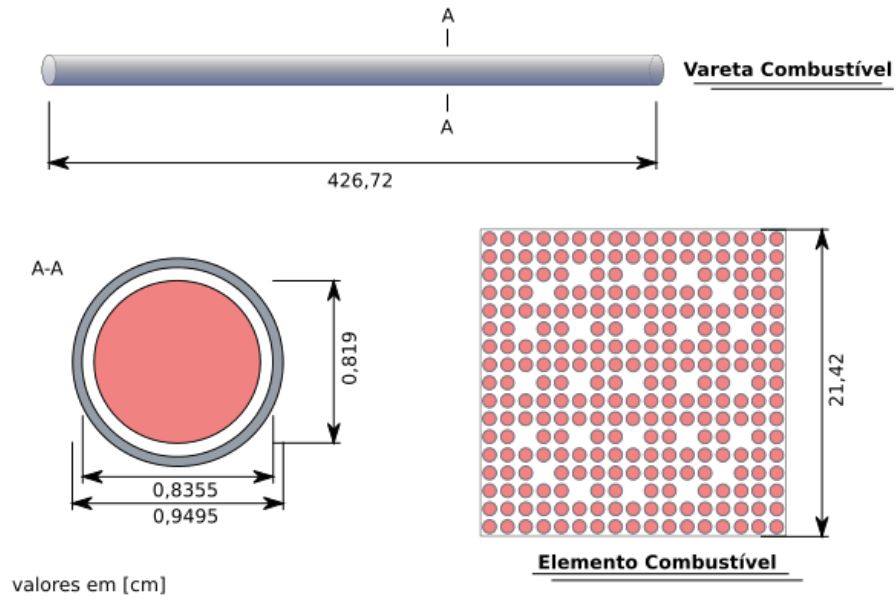 A
Vareta Combustível
A
426,72
A-A
0,819
21,42
0,8355
0,9495
Elemento Combustível
valores em [cm]